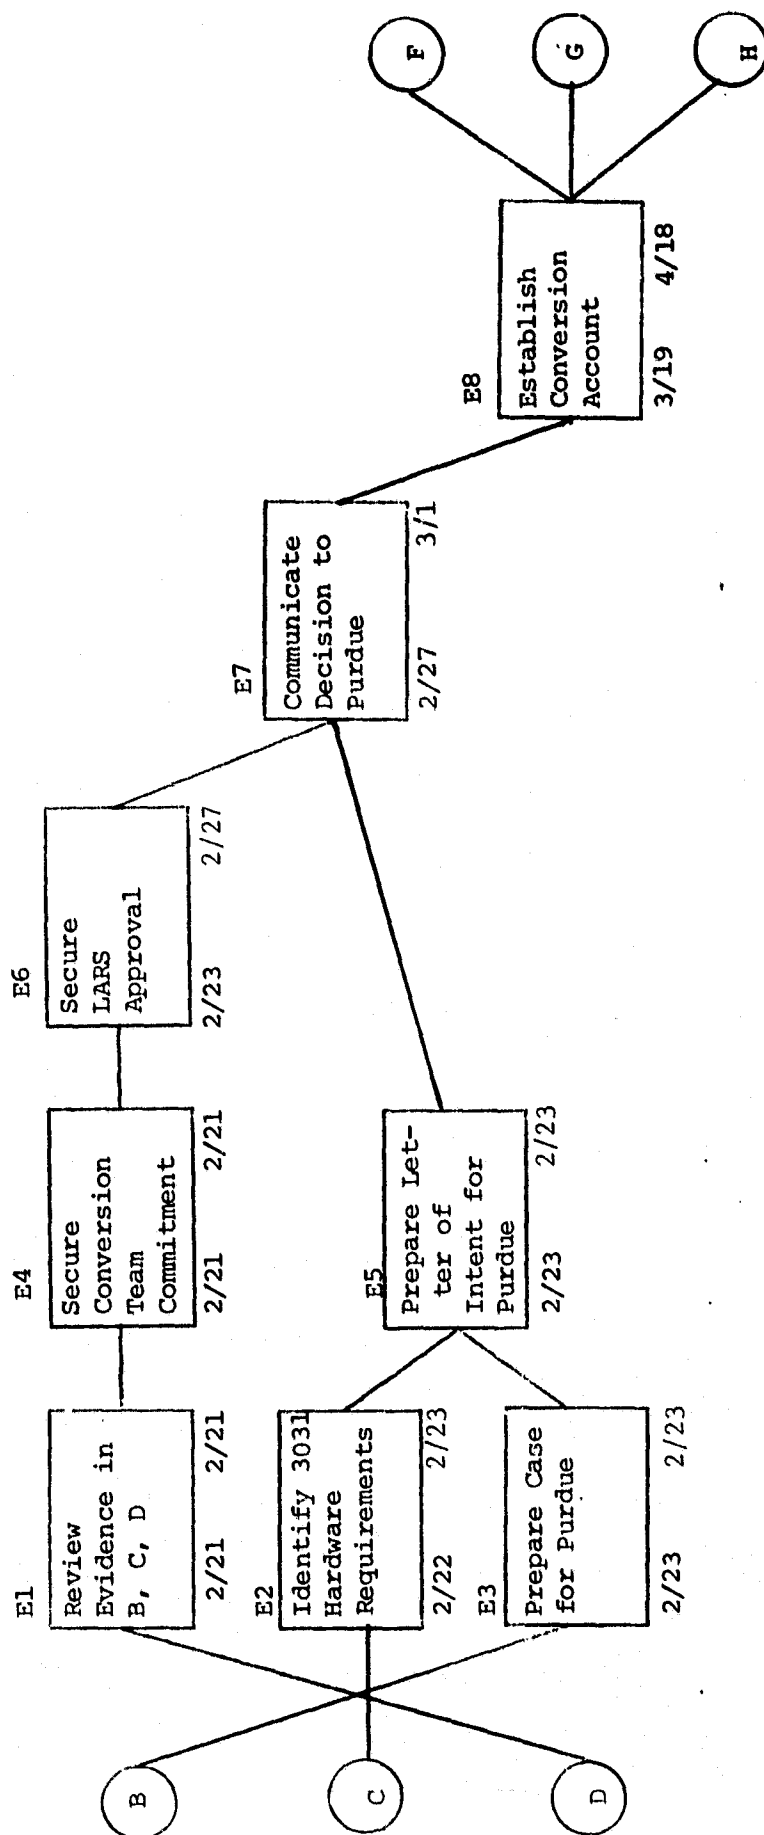 B
C
D
E1
Review
Evidence in
B, C, D
2/21 2/21
E2
Identify 3031
Hardware
Requirements
2/22 2/23
E3
Prepare Case
for Purdue
2/23 2/23
E4
Secure
Conversion
Team
Commitment
2/21 2/21
E5
Prepare Let-
ter of
Intent for
Purdue
2/23 2/23
E6
Secure
LARS
Approval
2/23 2/27
E7
Communicate
Decision to
Purdue
2/27 3/1
E8
Establish
Conversion
Account
3/19 4/18
F
G
H